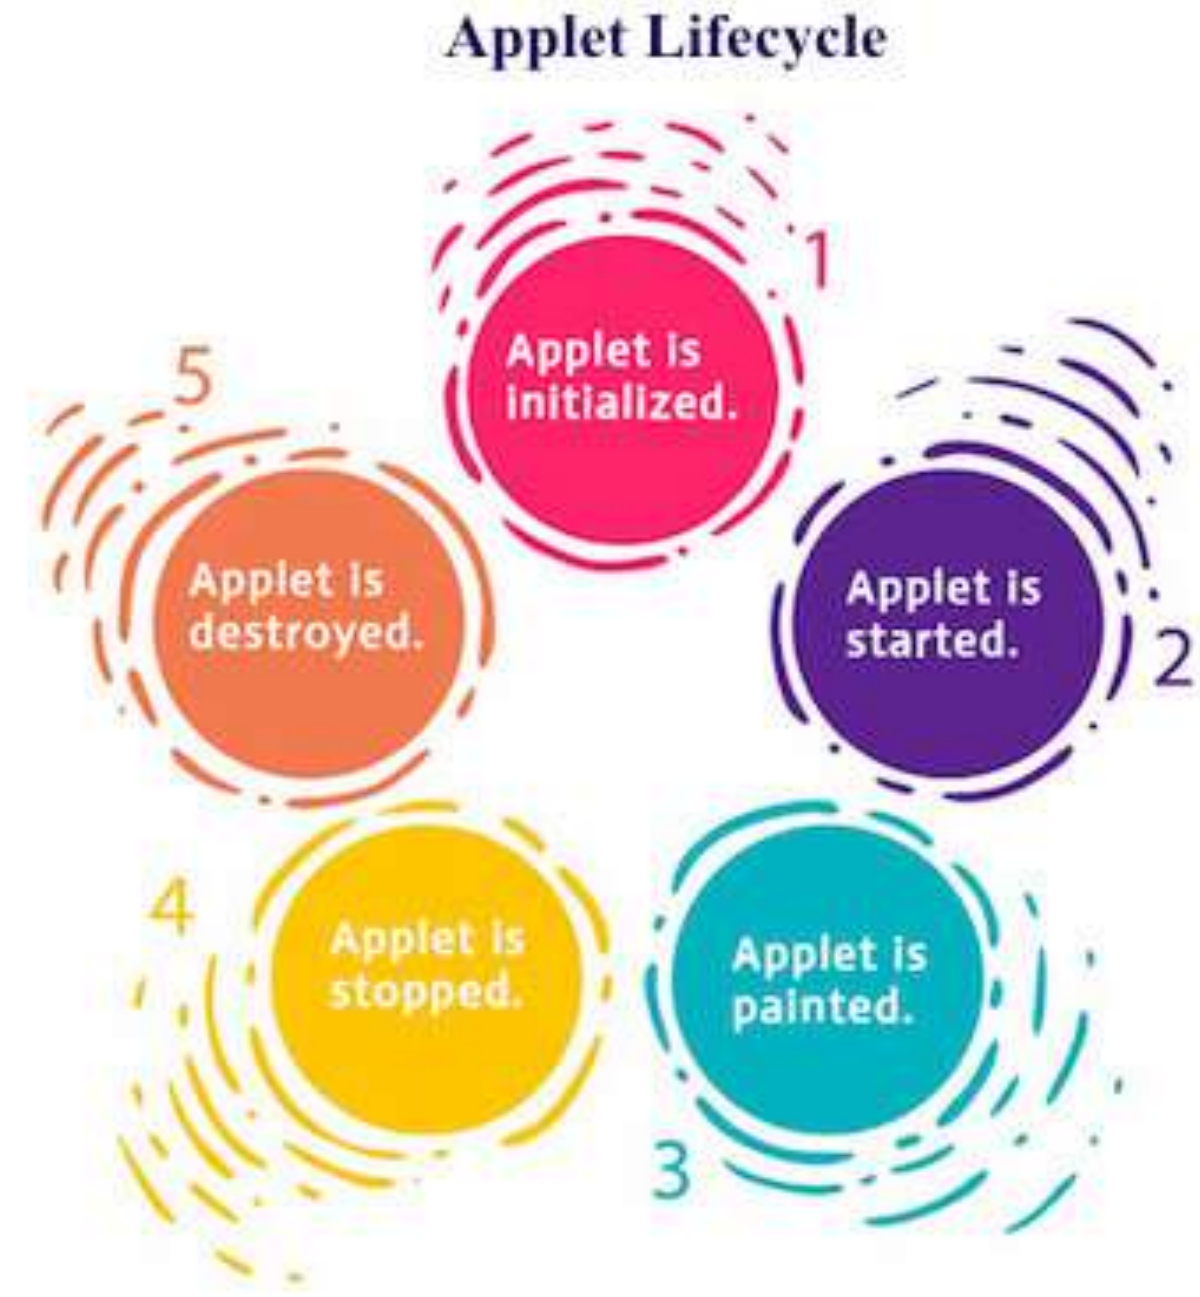 Applet Lifecycle
1
Applet is
initialized.
2
Applet is
started.
3
Applet is
painted.
4
Applet is
stopped.
5
Applet is
destroyed.